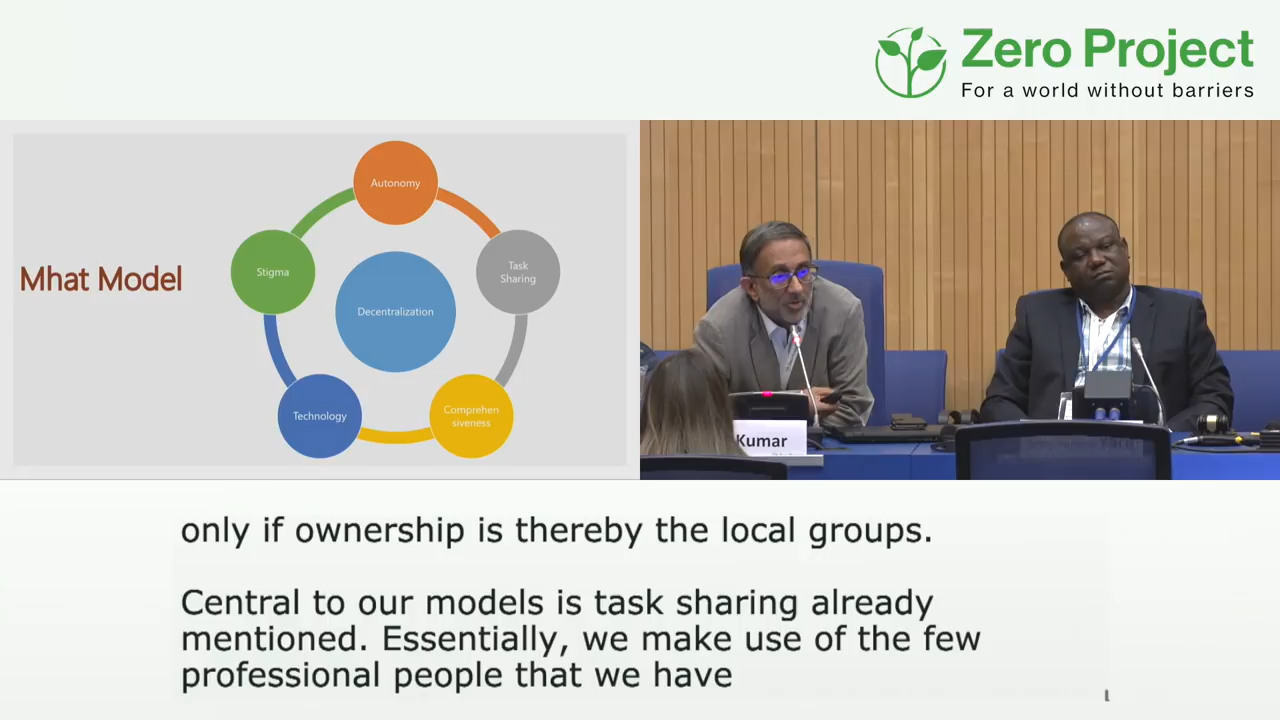 Zero Project
For a world without barriers
Mhat Model
Autonomy
Task
Sharing
Comprehen
siveness
Technology
Stigma
Decentralization
Kumar
only if ownership is thereby the local groups.
Central to our models is task sharing already
mentioned. Essentially, we make use of the few
professional people that we have